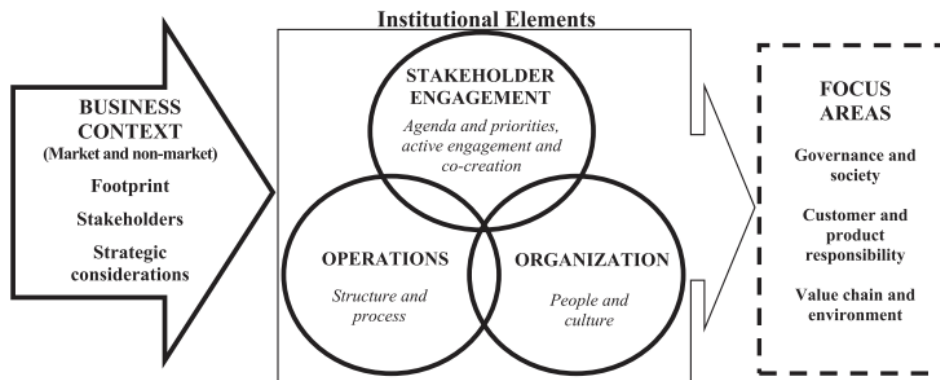 Institutional Elements
BUSINESS
CONTEXT
(Market and non-market)
Footprint
Stakeholders
Strategic
considerations
STAKEHOLDER
ENGAGEMENT
Agenda and priorities,
active engagement and
co-creation
OPERATIONS
Structure and
process
ORGANIZATION
People and
culture
FOCUS
AREAS
Governance and
society
Customer and
product
responsibility
Value chain and
environment